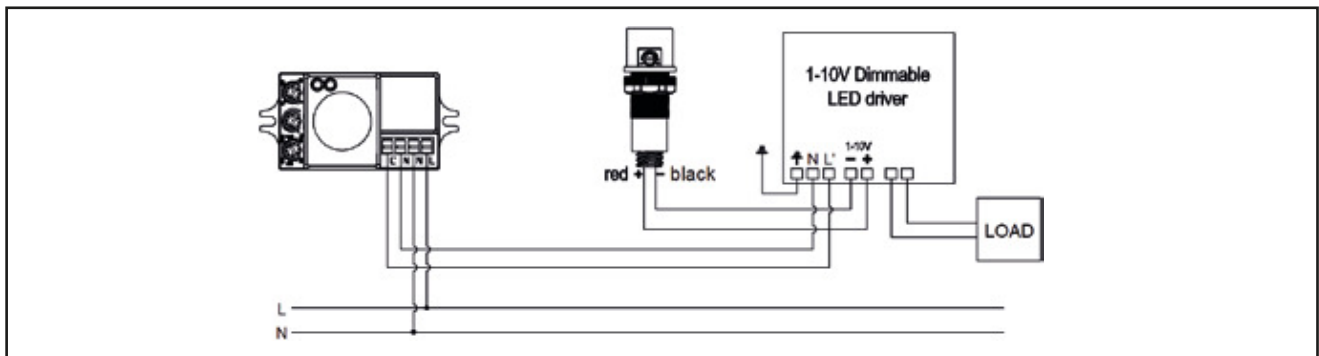 1-10V Dimmable
LED driver
1-10V
N L'
− +
red + − black
L' N N L
LOAD
L
N